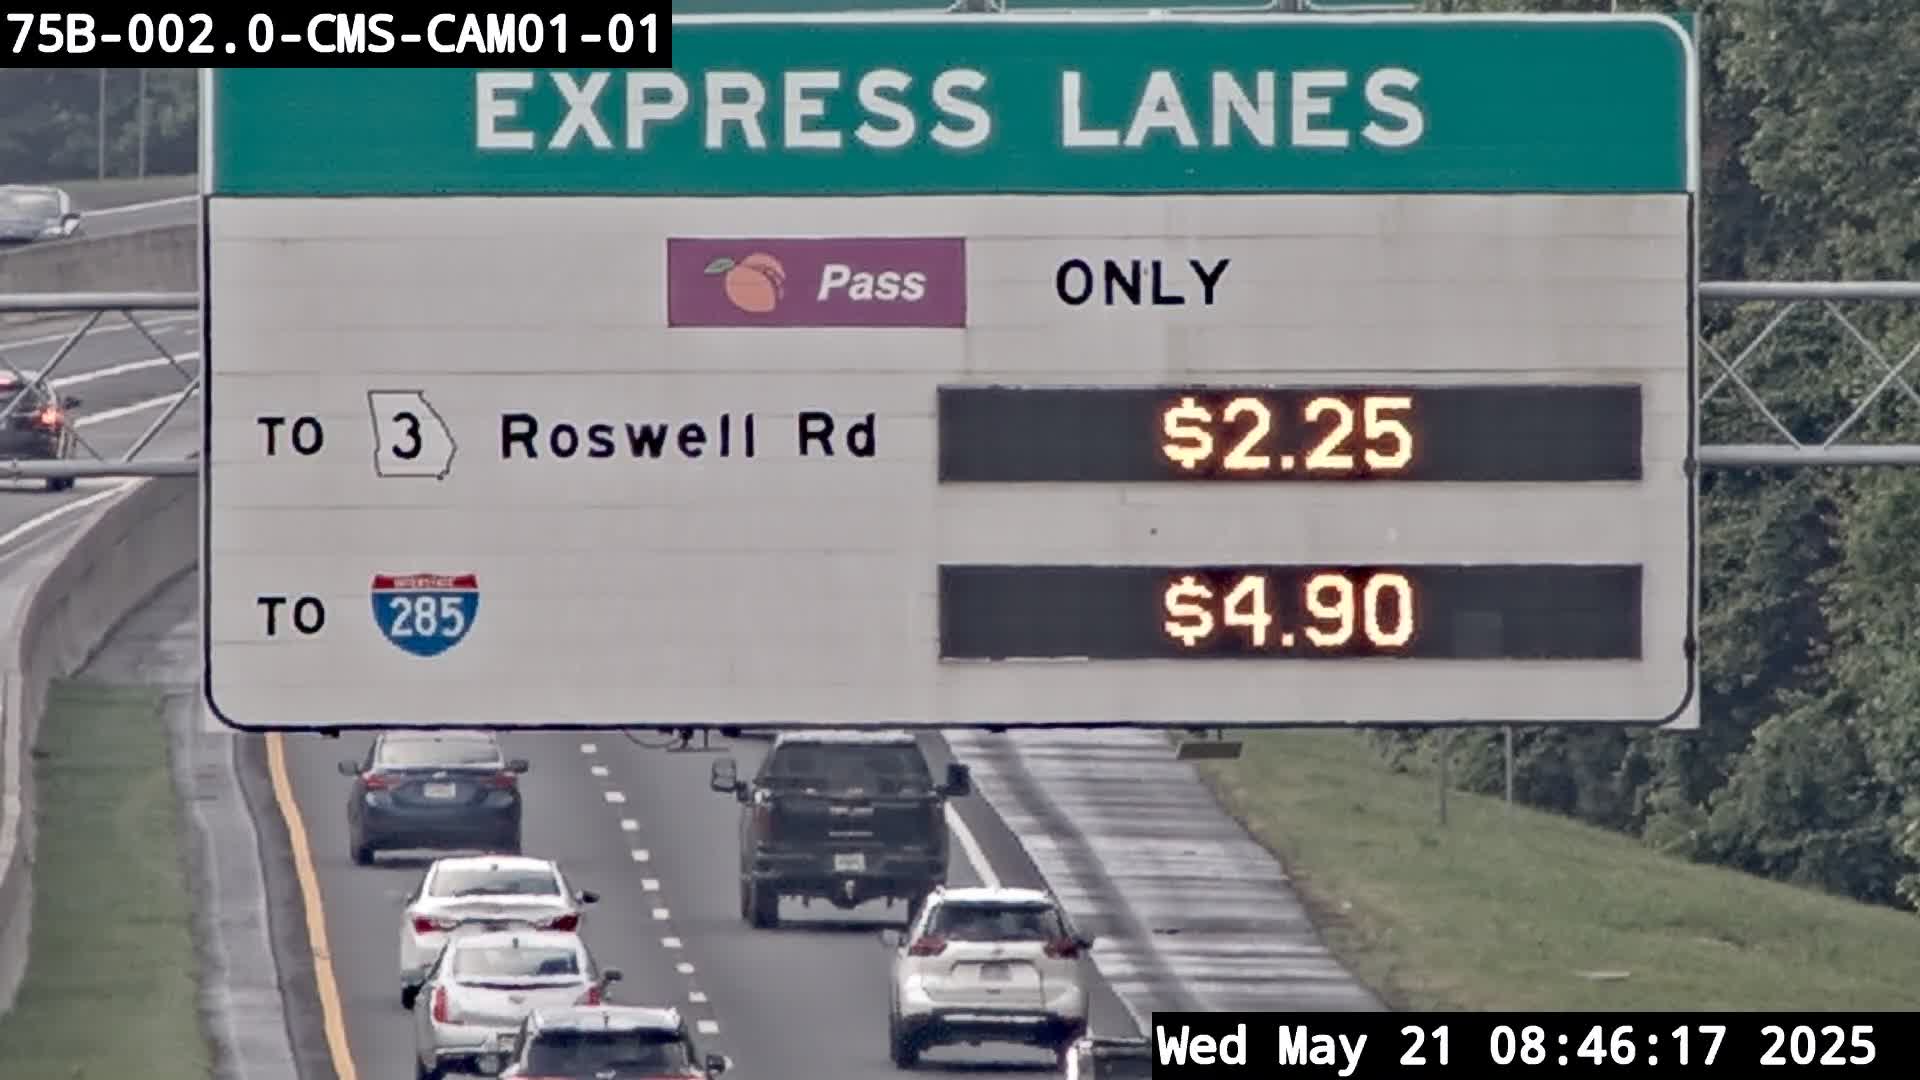 75B-002.0-CMS-CAM01-01
EXPRESS LANES
Pass ONLY
TO 3 Roswell Rd $2.25
INTERSTATE
TO 285 $4.90
Wed May 21 08:46:17 2025